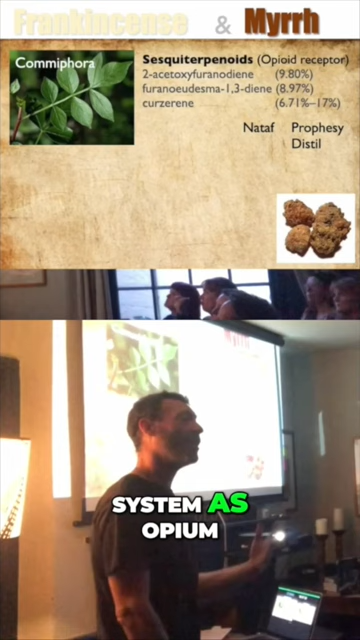 Frankincense & Myrrh
Commiphora
Sesquiterpenoids (Opioid receptor)
2-acetoxyfuranodiene (9.80%)
furanoeudesma-1,3-diene (8.97%)
curzerene (6.71%–17%)
Nataf Prophesy
Distil
Myrrh
SYSTEM AS
OPIUM